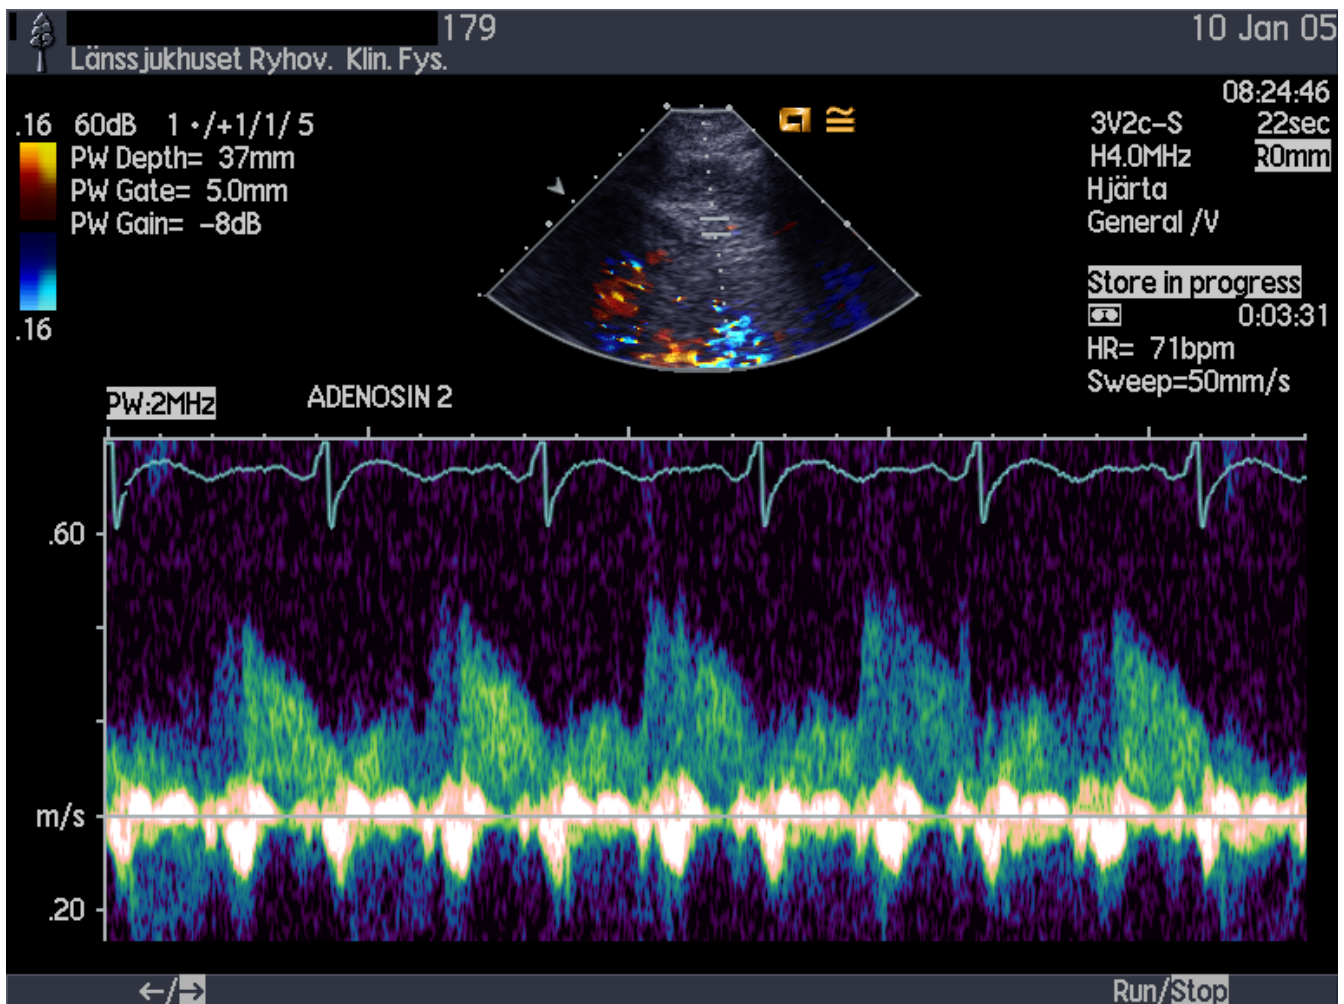 179
10 Jan 05
Länssjukhuset Ryhov. Klin. Fys.
08:24:46
.16 60dB 1 •/+1/1/ 5
PW Depth= 37mm
PW Gate= 5.0mm
PW Gain= -8dB
.16
3V2c-S 22sec
H4.0MHz R0mm
Hjärta
General /V
Store in progress
0:03:31
HR= 71bpm
Sweep=50mm/s
PW:2MHz
ADENOSIN 2
.60
m/s
.20
←/→
Run/Stop